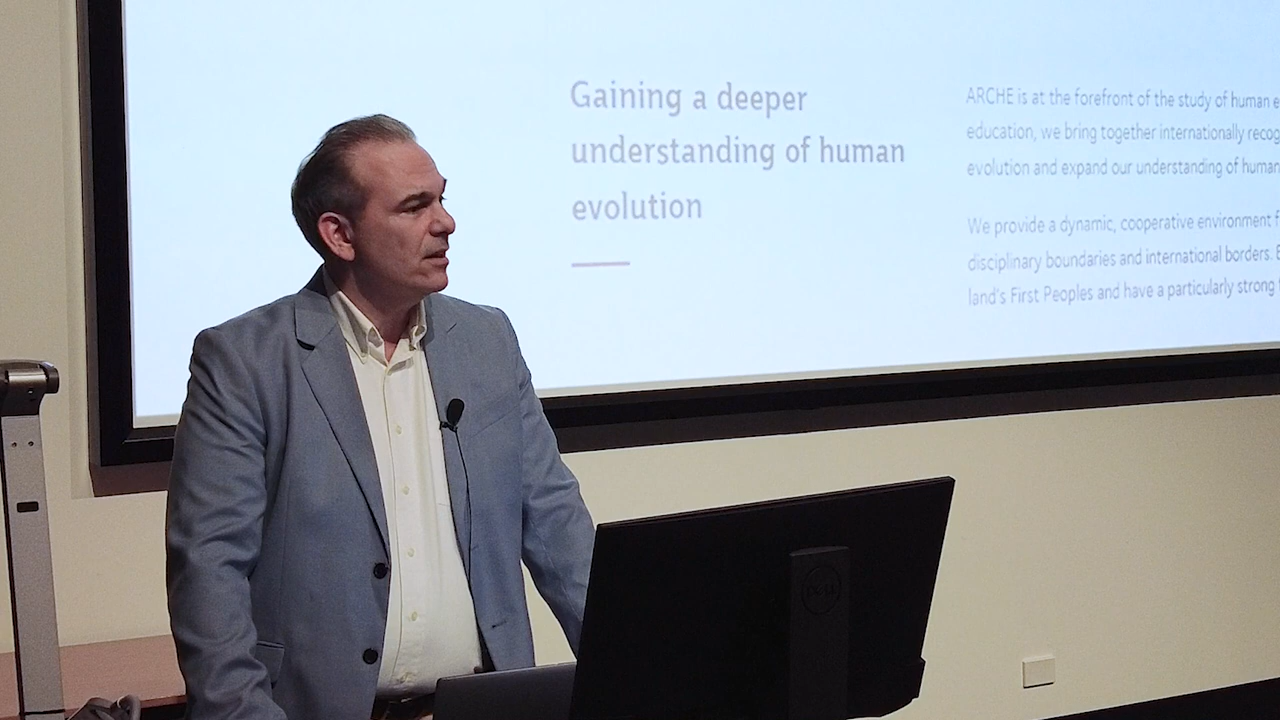 Gaining a deeper
understanding of human
evolution
ARCHE is at the forefront of the study of human
education, we bring together internationally
evolution and expand our understanding of human
We provide a dynamic, cooperative environment
disciplinary boundaries and international borders.
land's First Peoples and have a particularly strong
DELL